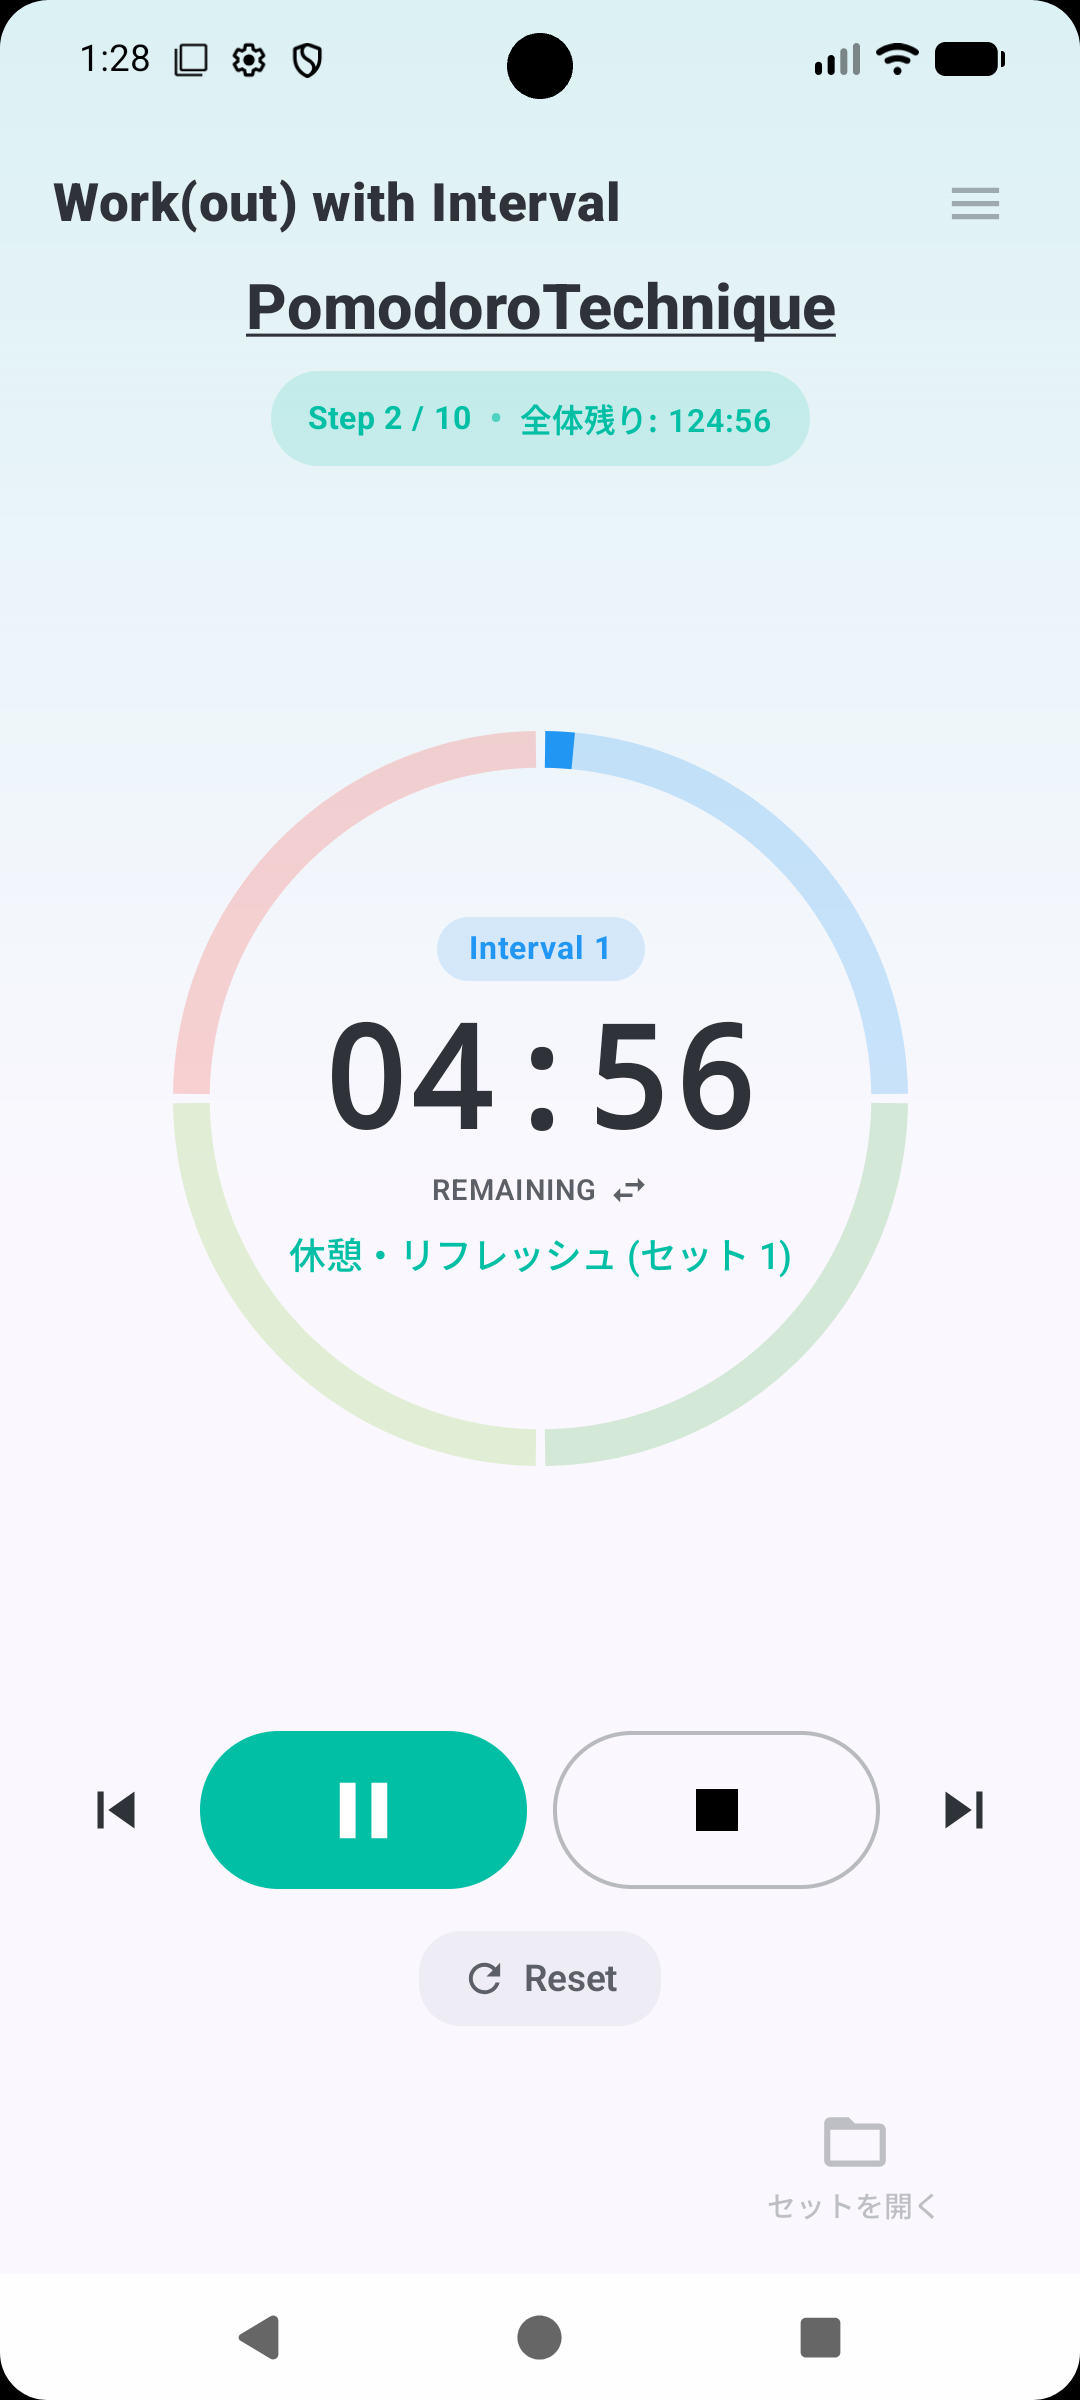 1:28
Work(out) with Interval
PomodoroTechnique
Step 2 / 10 • 全体残り: 124:56
Interval 1
04:56
REMAINING
休憩・リフレッシュ (セット 1)
Reset
セットを開く